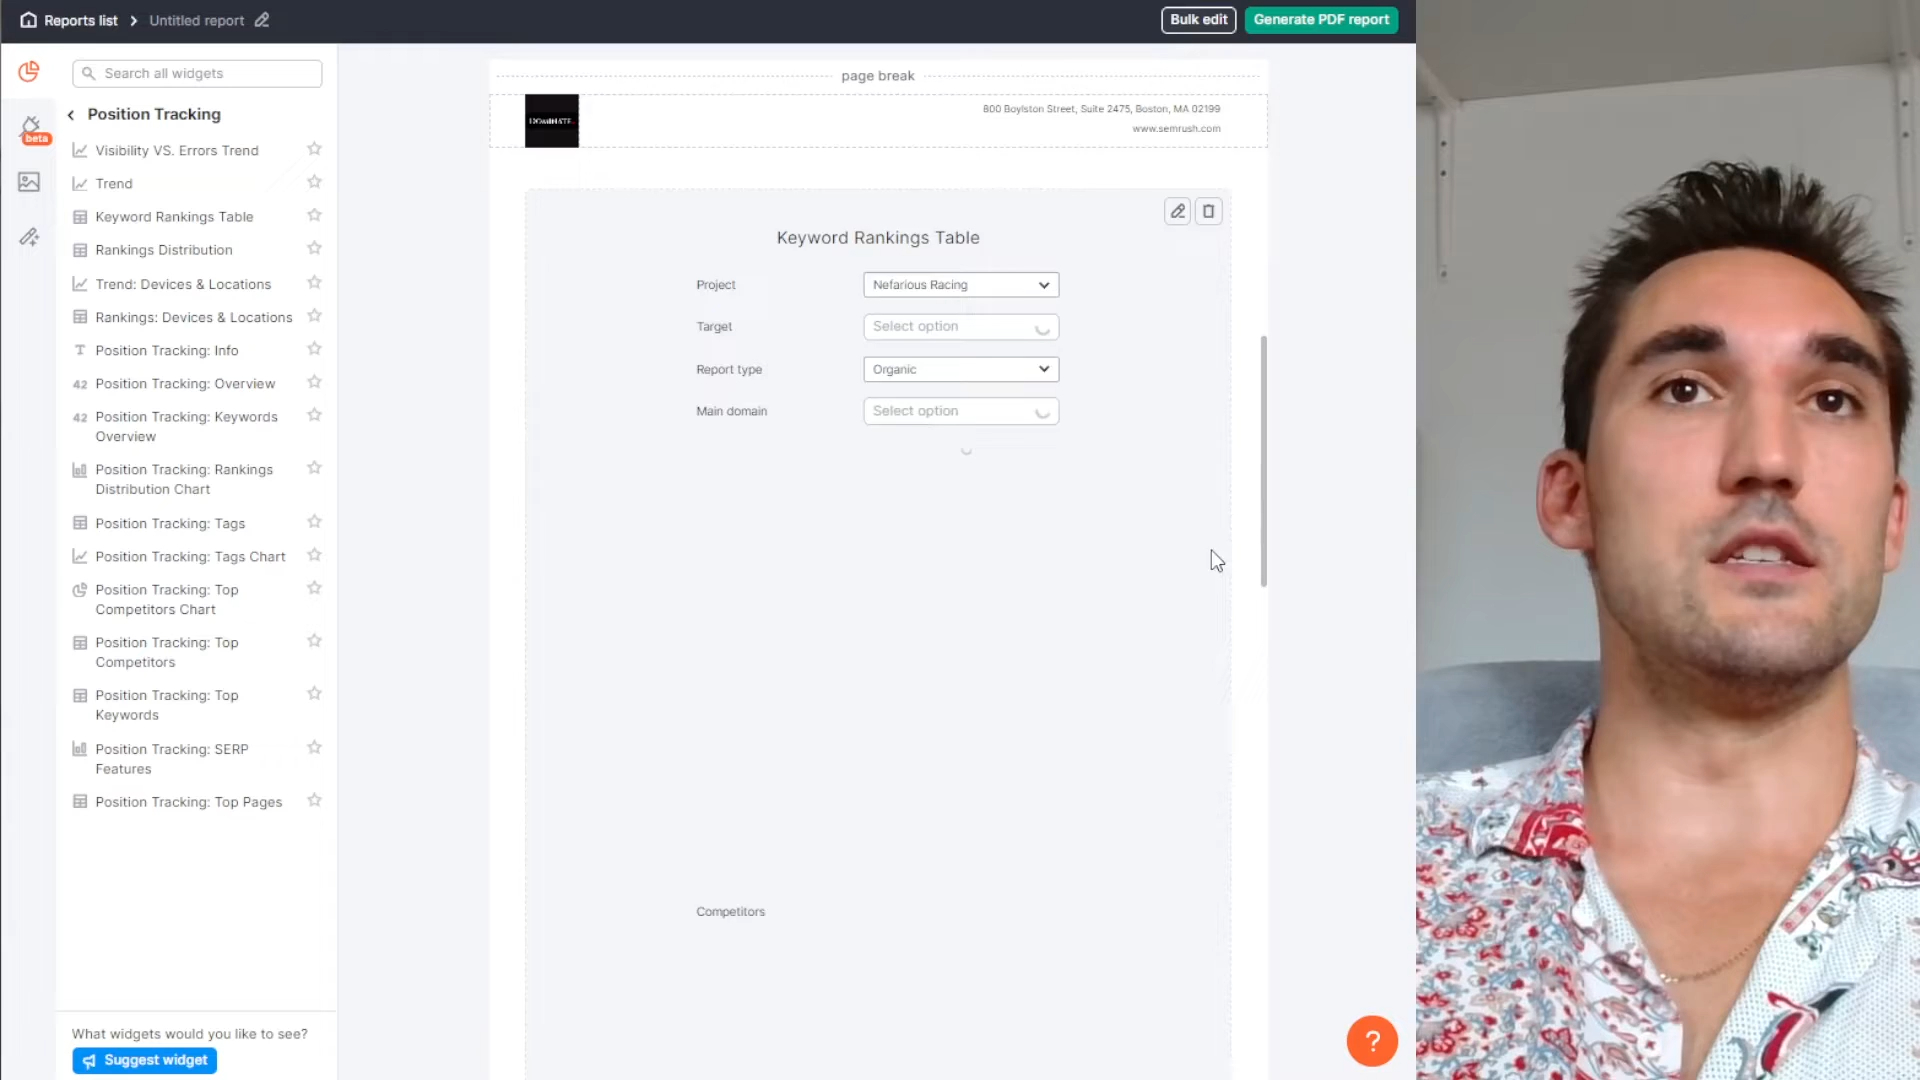 Reports list
Untitled report
Bulk edit
Generate PDF report
Search all widgets
beta
Position Tracking
Visibility VS. Errors Trend
Trend
Keyword Rankings Table
Rankings Distribution
Trend: Devices & Locations
Rankings: Devices & Locations
T Position Tracking: Info
42 Position Tracking: Overview
42 Position Tracking: Keywords
Overview
Position Tracking: Rankings
Distribution Chart
Position Tracking: Tags
Position Tracking: Tags Chart
Position Tracking: Top
Competitors Chart
Position Tracking: Top
Competitors
Position Tracking: Top
Keywords
Position Tracking: SERP
Features
Position Tracking: Top Pages
What widgets would you like to see?
Suggest widget
page break
DOMINATE
800 Boylston Street, Suite 2475, Boston, MA 02199
www.semrush.com
Keyword Rankings Table
Project Nefarious Racing
Target Select option
Report type Organic
Main domain Select option
Competitors
?